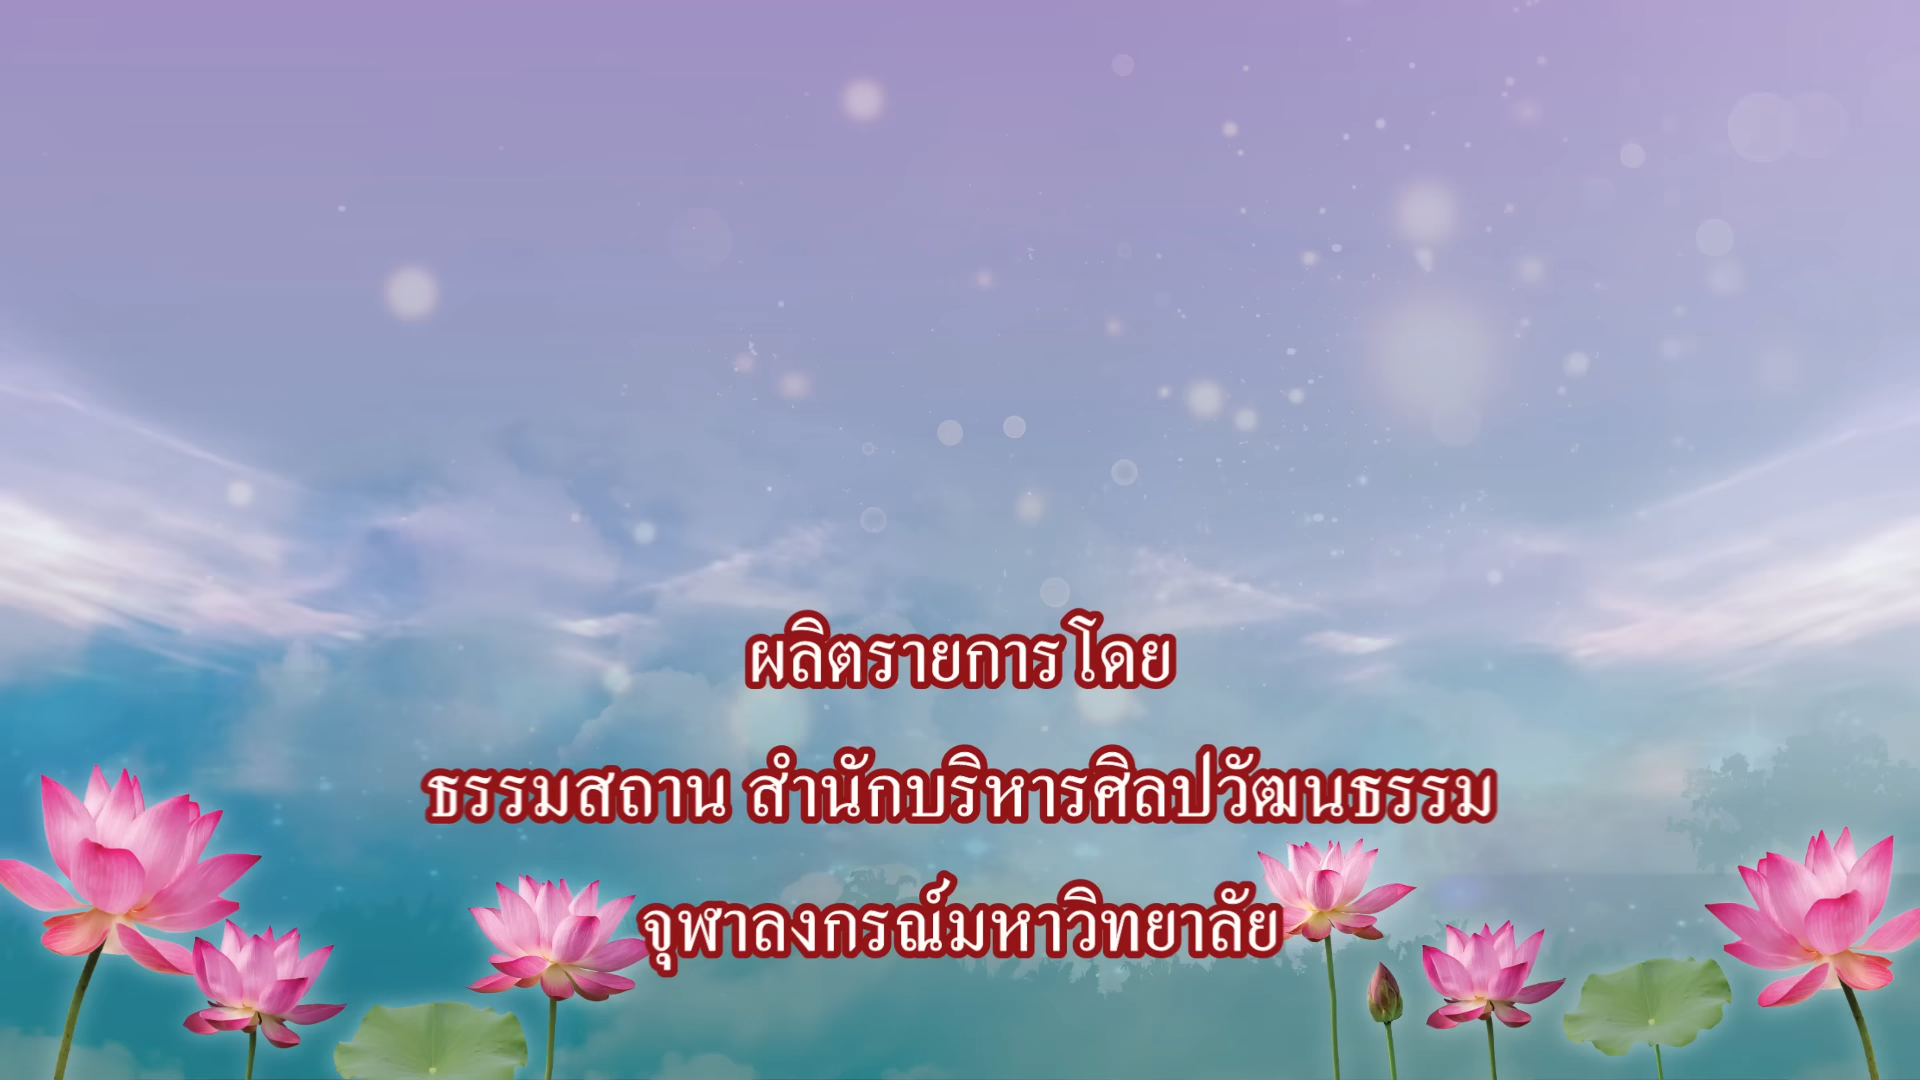 ผลิตรายการโดย
ธรรมสถาน สำนักบริหารศิลปวัฒนธรรม
จุฬาลงกรณ์มหาวิทยาลัย